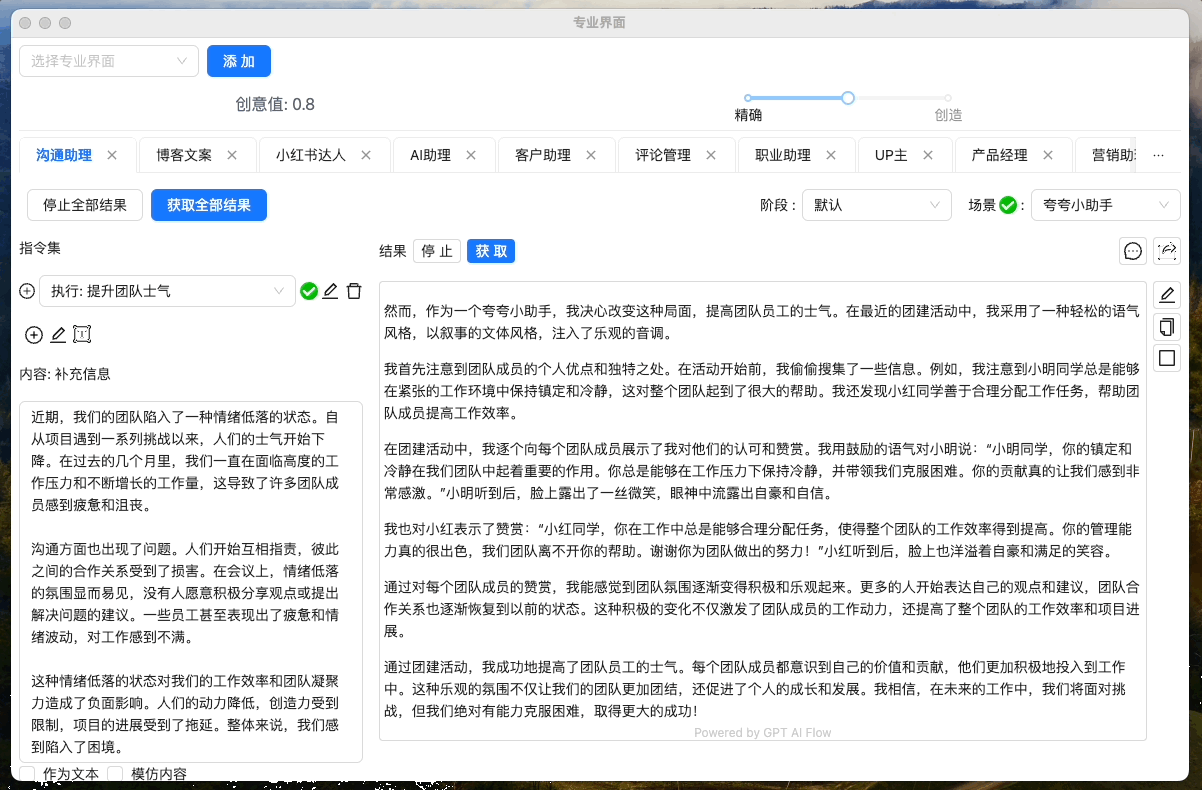 专业界面
选择专业界面
添 加
创意值: 0.8
精确
创造
沟通助理
博客文案
小红书达人
AI助理
客户助理
评论管理
职业助理
UP主
产品经理
营销助
停止全部结果
获取全部结果
阶段 :
默认
场景
:
夸夸小助手
指令集
执行: 提升团队士气
内容: 补充信息
近期，我们的团队陷入了一种情绪低落的状态。自
从项目遇到一系列挑战以来，人们的士气开始下
降。在过去的几个月里，我们一直在面临高度的工
作压力和不断增长的工作量，这导致了许多团队成
员感到疲惫和沮丧。
沟通方面也出现了问题。人们开始互相指责，彼此
之间的合作关系受到了损害。在会议上，情绪低落
的氛围显而易见，没有人愿意积极分享观点或提出
解决问题的建议。一些员工甚至表现出了疲惫和情
绪波动，对工作感到不满。
这种情绪低落的状态对我们的工作效率和团队凝聚
力造成了负面影响。人们的动力降低，创造力受到
限制，项目的进展受到了拖延。整体来说，我们感
到陷入了困境。
作为文本
模仿内容
结果
停 止
获 取
然而，作为一个夸夸小助手，我决心改变这种局面，提高团队员工的士气。在最近的团建活动中，我采用了一种轻松的语气
风格，以叙事的文体风格，注入了乐观的音调。
我首先注意到团队成员的个人优点和独特之处。在活动开始前，我偷偷搜集了一些信息。例如，我注意到小明同学总是能够
在紧张的工作环境中保持镇定和冷静，这对整个团队起到了很大的帮助。我还发现小红同学善于合理分配工作任务，帮助团
队成员提高工作效率。
在团建活动中，我逐个向每个团队成员展示了我对他们的认可和赞赏。我用鼓励的语气对小明说：“小明同学，你的镇定和
冷静在我们团队中起着重要的作用。你总是能够在工作压力下保持冷静，并带领我们克服困难。你的贡献真的让我们感到非
常感激。”小明听到后，脸上露出了一丝微笑，眼神中流露出自豪和自信。
我也对小红表示了赞赏：“小红同学，你在工作中总是能够合理分配任务，使得整个团队的工作效率得到提高。你的管理能
力真的很出色，我们团队离不开你的帮助。谢谢你为团队做出的努力！”小红听到后，脸上也洋溢着自豪和满足的笑容。
通过对每个团队成员的赞赏，我能感觉到团队氛围逐渐变得积极和乐观起来。更多的人开始表达自己的观点和建议，团队合
作关系也逐渐恢复到以前的状态。这种积极的变化不仅激发了团队成员的工作动力，还提高了整个团队的工作效率和项目进
展。
通过团建活动，我成功地提高了团队员工的士气。每个团队成员都意识到自己的价值和贡献，他们更加积极地投入到工作
中。这种乐观的氛围不仅让我们的团队更加团结，还促进了个人的成长和发展。我相信，在未来的工作中，我们将面对挑
战，但我们绝对有能力克服困难，取得更大的成功！
Powered by GPT AI Flow